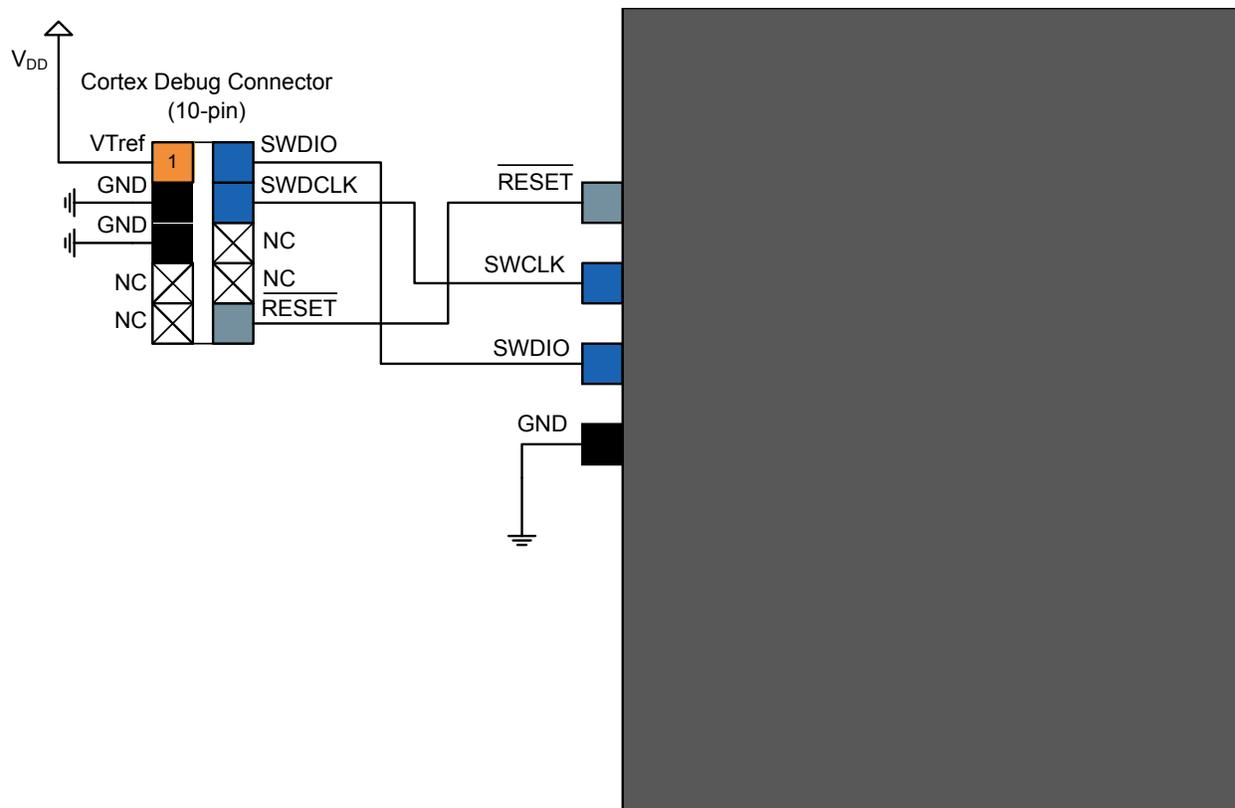 V_DD
Cortex Debug Connector
(10-pin)
VTref
1
SWDIO
GND
SWDCLK
GND
NC
NC
NC
NC
RESET
RESET
SWCLK
SWDIO
GND